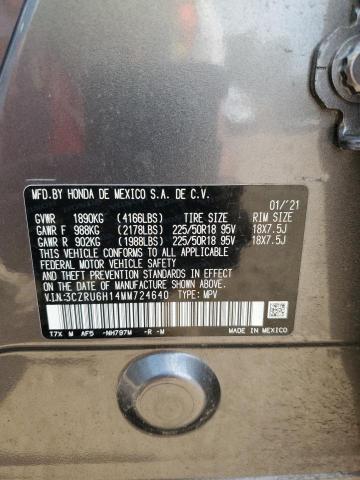 MFD.BY HONDA DE MEXICO S.A. DE C.V.
01/'21
GVWR 1890KG (4166LBS) TIRE SIZE RIM SIZE
GAWR F 988KG (2178LBS) 225/50R18 95V 18X7.5J
GAWR R 902KG (1988LBS) 225/50R18 95V 18X7.5J
THIS VEHICLE CONFORMS TO ALL APPLICABLE
FEDERAL MOTOR VEHICLE SAFETY AND THEFT
PREVENTION STANDARDS IN EFFECT ON THE DATE
OF MANUFACTURE SHOWN ABOVE.
V.I.N:3CZRU6H14MM724640 TYPE: MPV
T7X M AF5 -NH797M -R -M MADE IN MEXICO